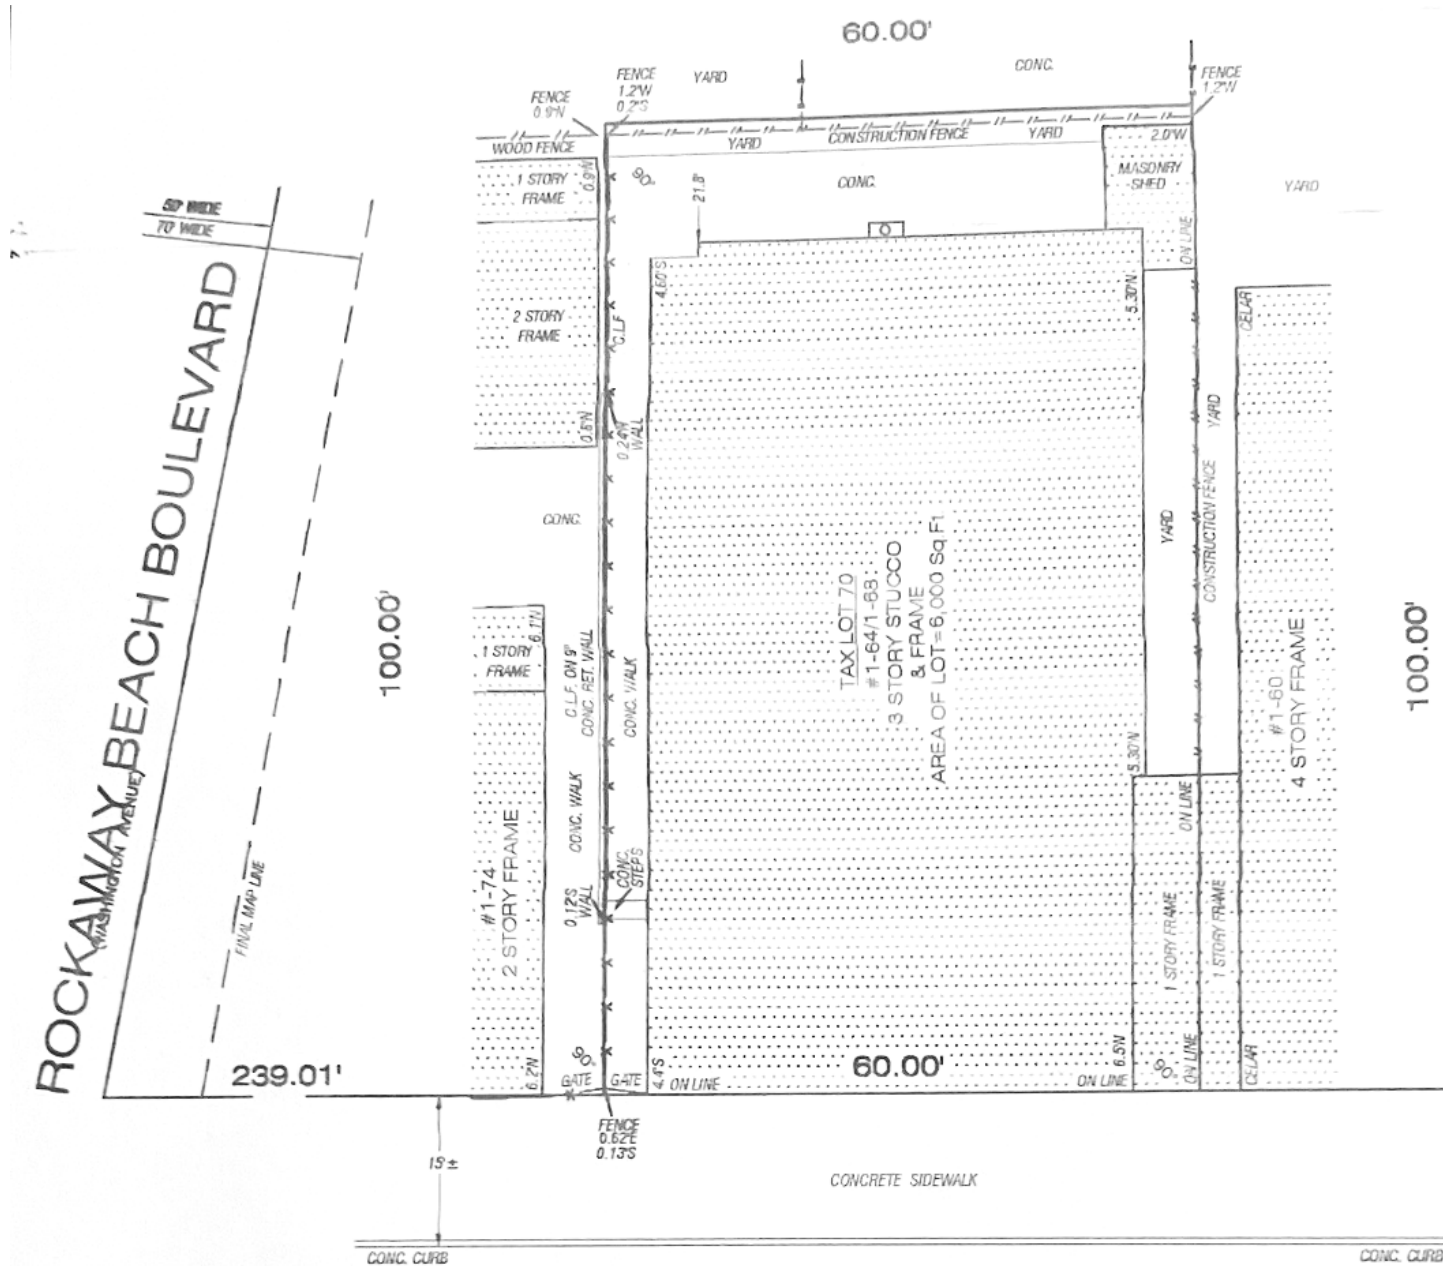 60.00'
FENCE
1.2'W
0.2'S
YARD
CONC.
FENCE
1.2'W
FENCE
0.9'N
WOOD FENCE
YARD
CONSTRUCTION FENCE
YARD
2.0'W
1 STORY
FRAME
0.9'N
90°
21.8'
CONC.
MASONRY
SHED
YARD
50' WIDE
70' WIDE
ON LINE
4.60'S
5.30'N
CELAR
2 STORY
FRAME
C.L.F
0.6'N
0.24'N
WALL
ROCKAWAY BEACH BOULEVARD
(WASHINGTON AVENUE)
FINAL MAP LINE
100.00'
CONC.
YARD
YARD
CONSTRUCTION FENCE
TAX LOT 70
#1-64/1-68
3 STORY STUCCO
& FRAME
AREA OF LOT=6,000 Sq.Ft
100.00'
1 STORY
FRAME
6.1'N
C.L.F. ON 9"
CONC. RET. WALL
CONC. WALK
#1-60
4 STORY FRAME
5.30'N
ON LINE
#1-74
2 STORY FRAME
CONC. WALK
0.12'S
WALL
CONC.
STEPS
1 STORY FRAME
1 STORY FRAME
239.01'
6.2'N
90°
GATE
GATE
4.4'S
ON LINE
60.00'
ON LINE
6.5'N
90°
ON LINE
CELAR
FENCE
0.62'E
0.13'S
15'±
CONCRETE SIDEWALK
CONC. CURB
CONC. CURB